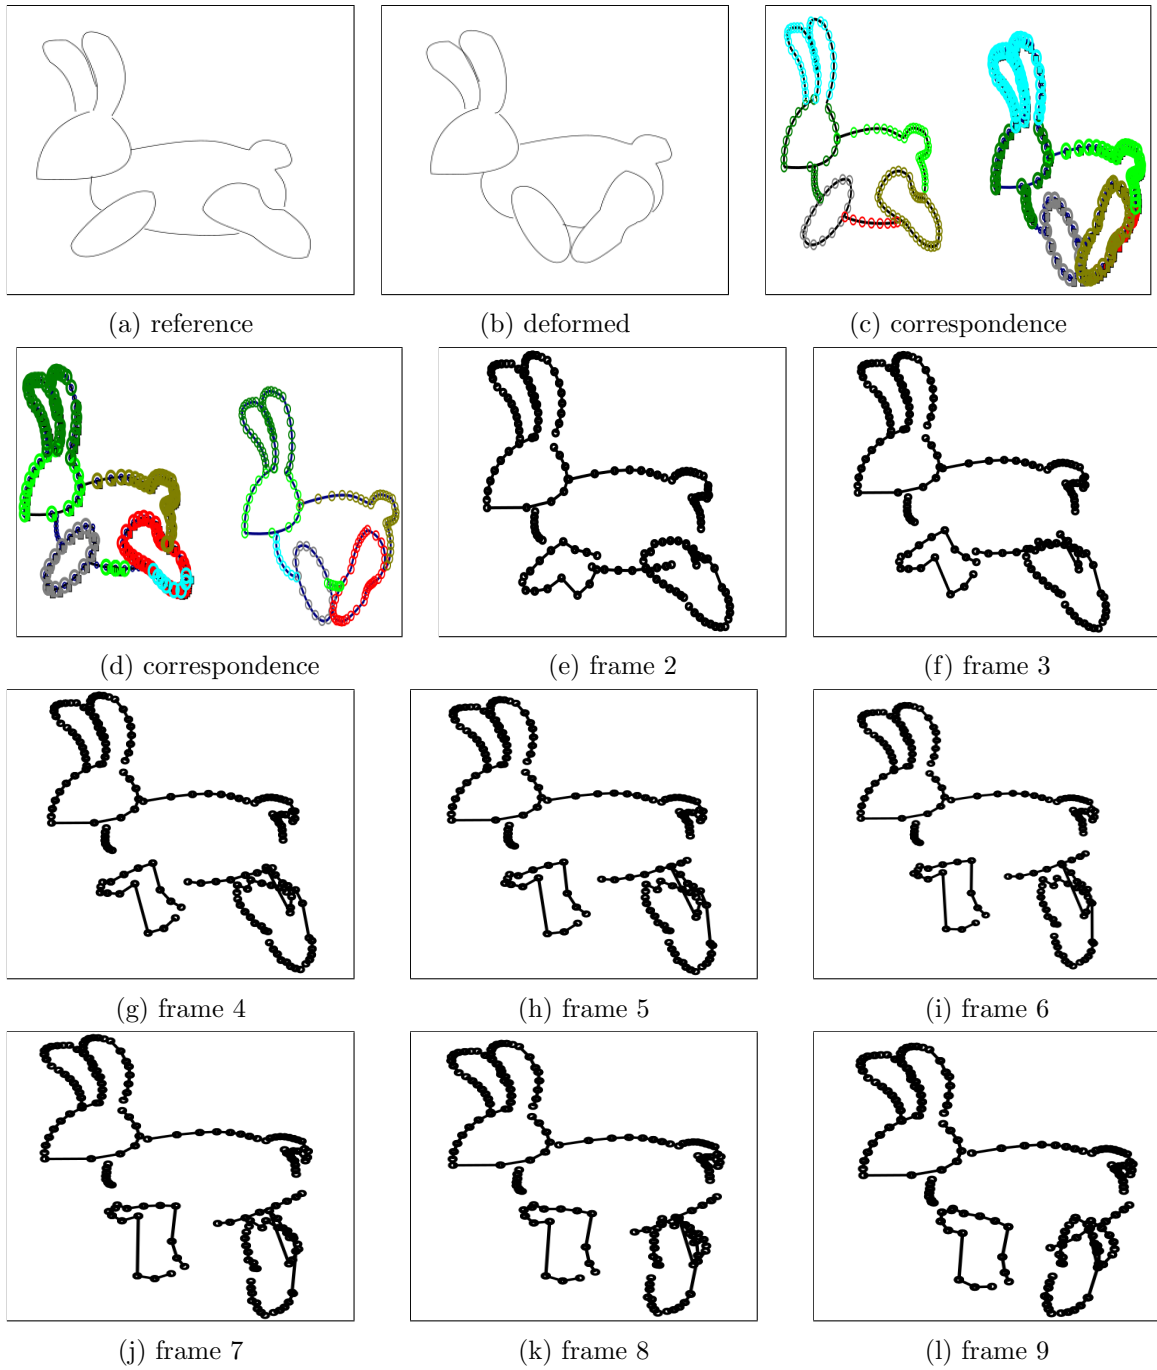 (a) reference
(b) deformed
(c) correspondence
(d) correspondence
(e) frame 2
(f) frame 3
(g) frame 4
(h) frame 5
(i) frame 6
(j) frame 7
(k) frame 8
(l) frame 9